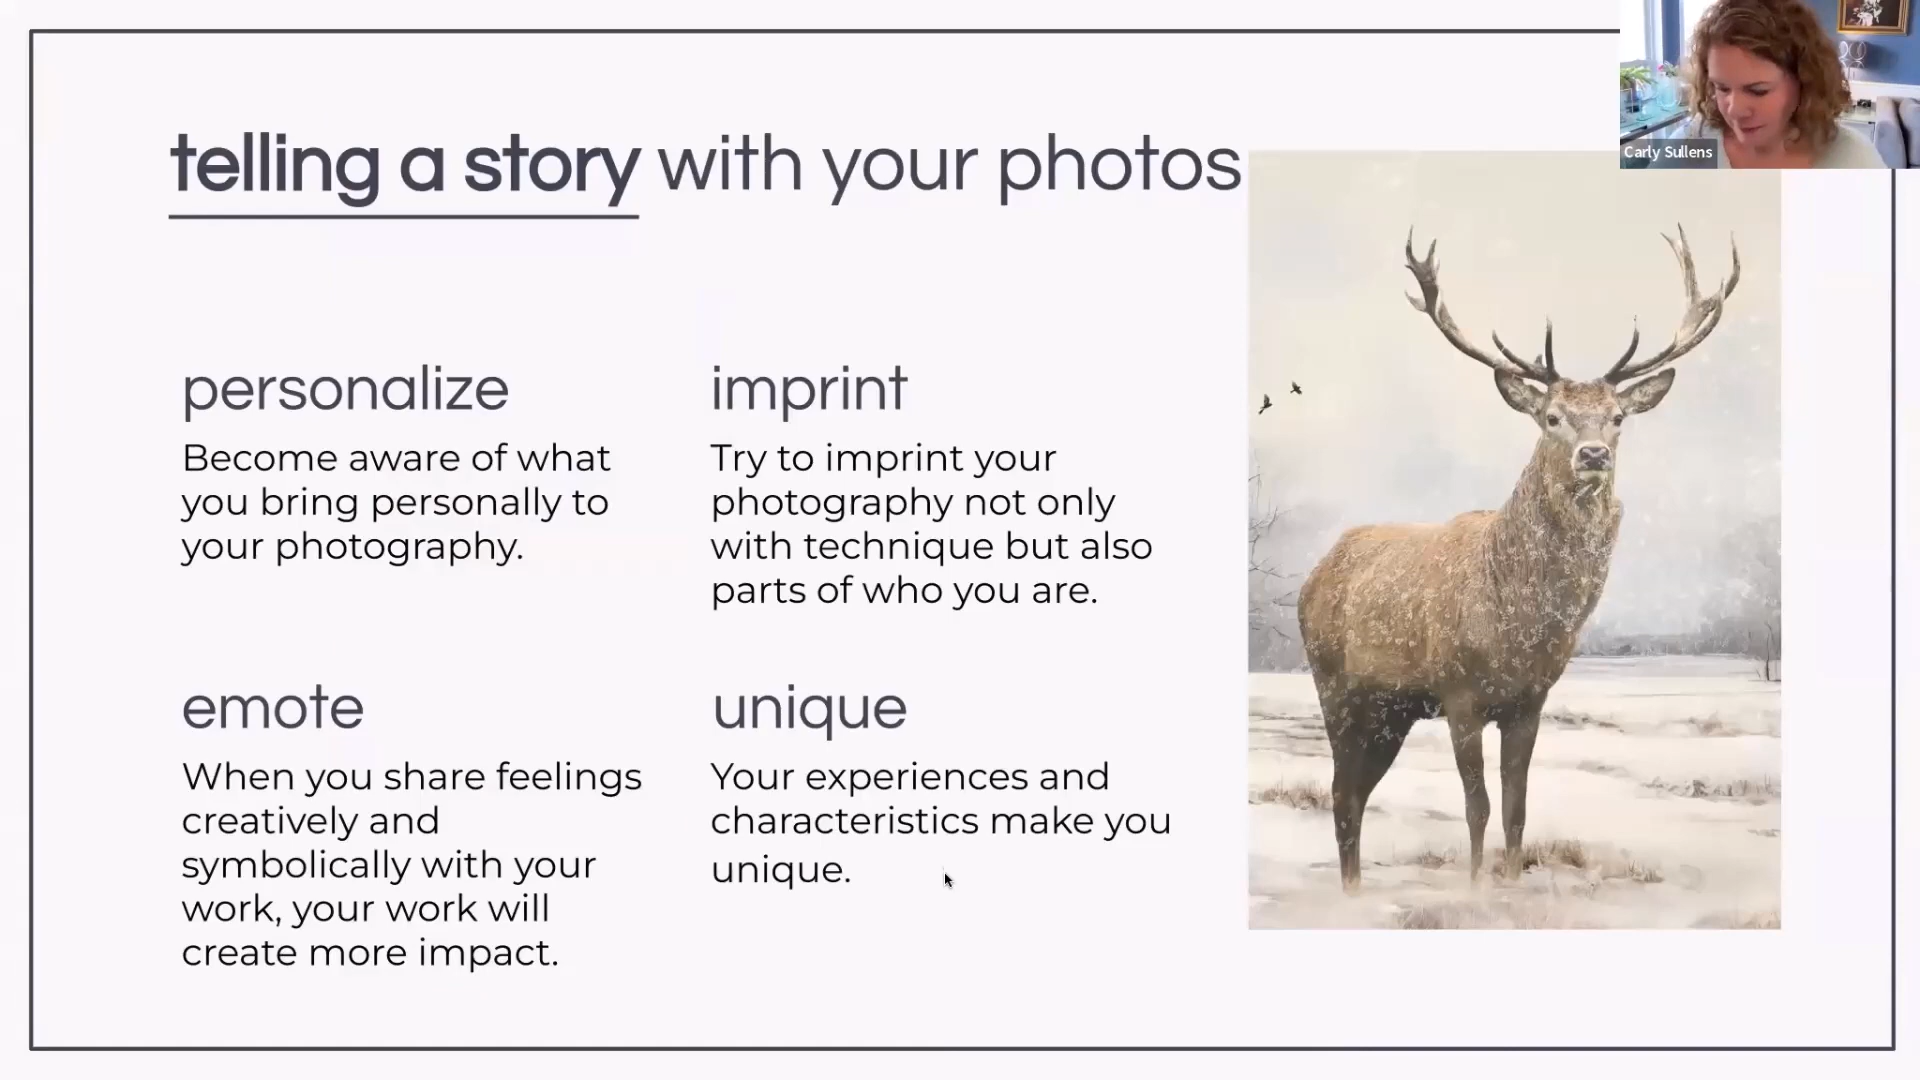 telling a story with your photos
Carly Sullens
personalize
Become aware of what
you bring personally to
your photography.
imprint
Try to imprint your
photography not only
with technique but also
parts of who you are.
emote
When you share feelings
creatively and
symbolically with your
work, your work will
create more impact.
unique
Your experiences and
characteristics make you
unique.